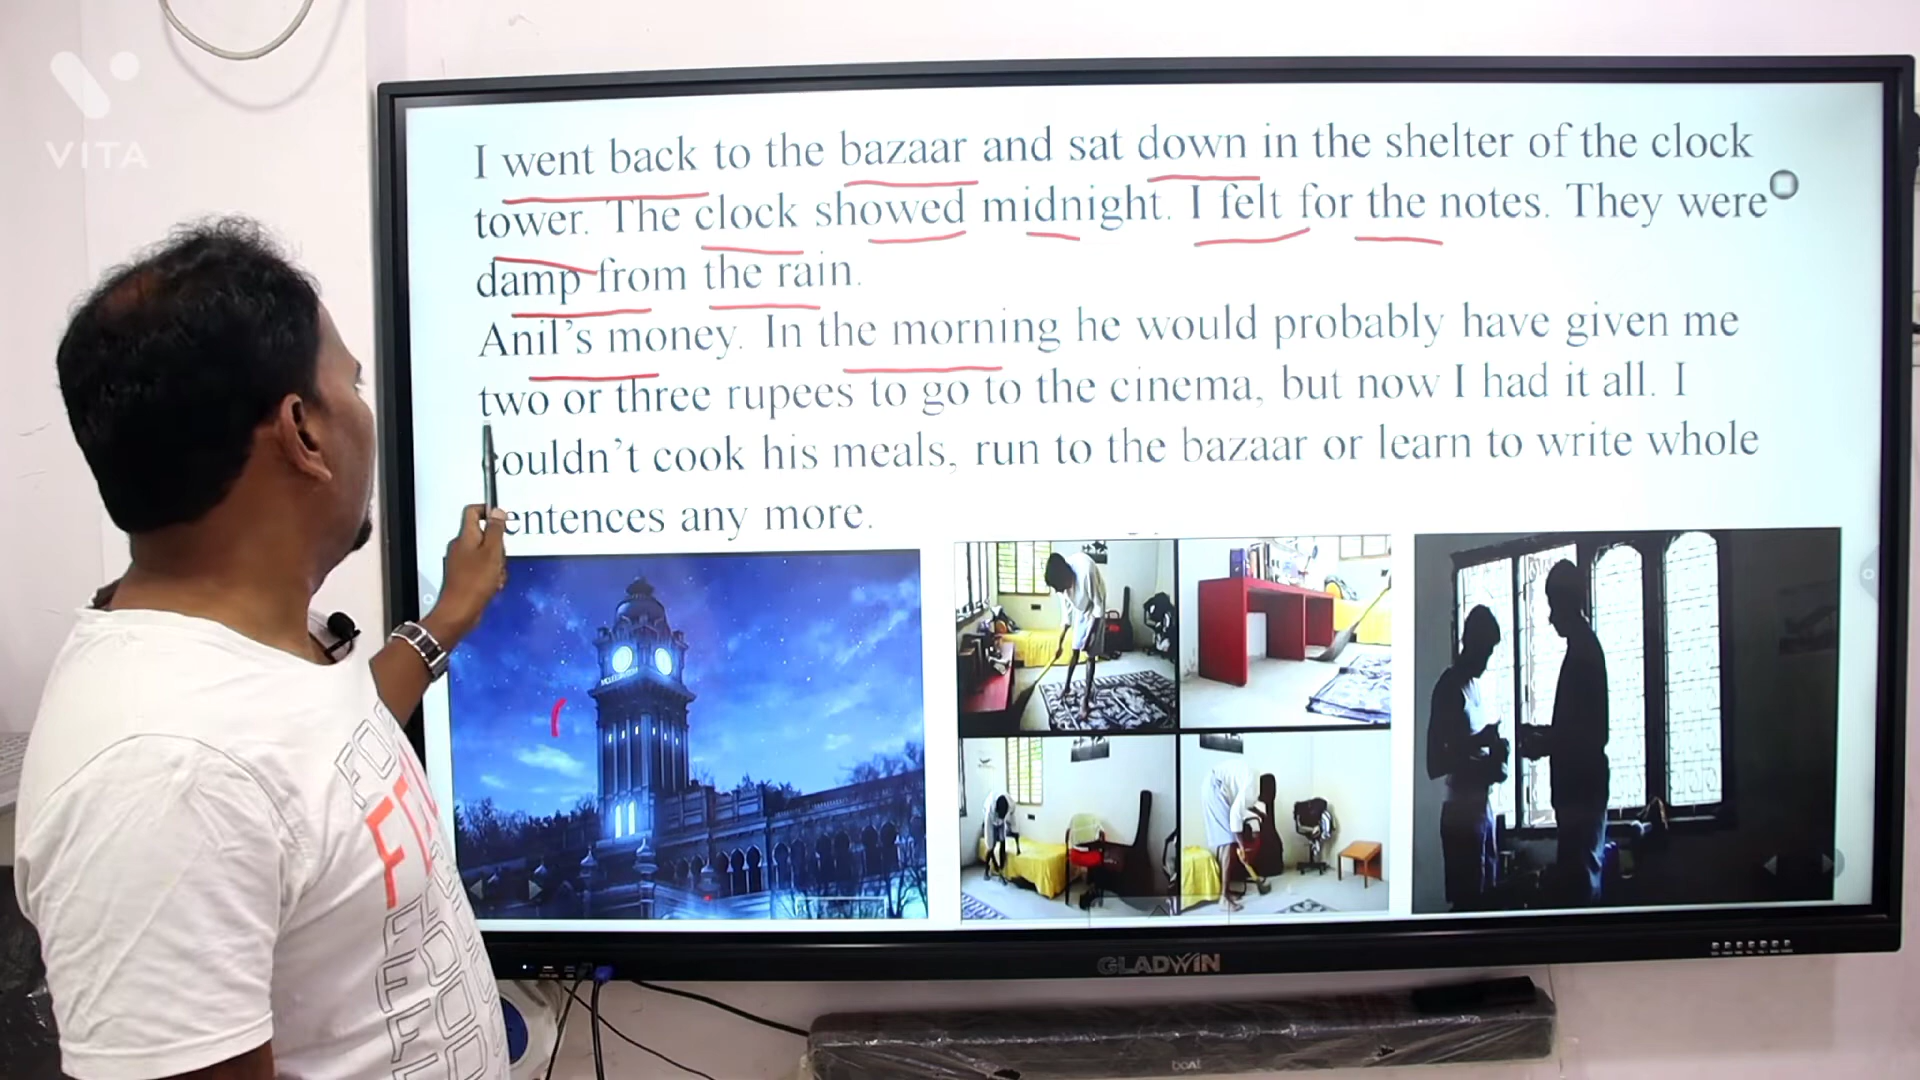 VITA
I went back to the bazaar and sat down in the shelter of the clock
tower. The clock showed midnight. I felt for the notes. They were
damp from the rain.
Anil's money. In the morning he would probably have given me
two or three rupees to go to the cinema, but now I had it all. I
couldn't cook his meals, run to the bazaar or learn to write whole
sentences any more.
GLADWIN
boAt